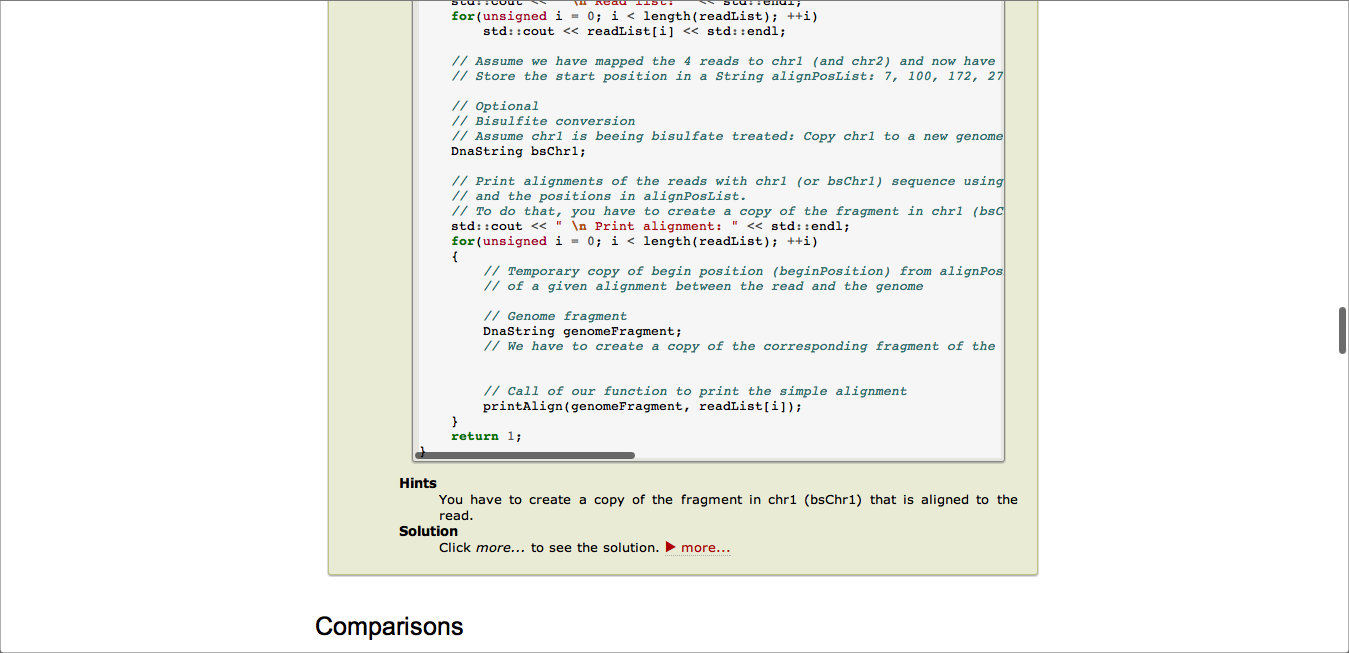 std::cout << " \n Read list: " << std::endl;
for(unsigned i = 0; i < length(readList); ++i)
std::cout << readList[i] << std::endl;
// Assume we have mapped the 4 reads to chr1 (and chr2) and now have
// Store the start position in a String alignPosList: 7, 100, 172, 27
// Optional
// Bisulfite conversion
// Assume chr1 is beeing bisulfate treated: Copy chr1 to a new genome
DnaString bsChr1;
// Print alignments of the reads with chr1 (or bsChr1) sequence using
// and the positions in alignPosList.
// To do that, you have to create a copy of the fragment in chr1 (bsC
std::cout << " \n Print alignment: " << std::endl;
for(unsigned i = 0; i < length(readList); ++i)
{
// Temporary copy of begin position (beginPosition) from alignPos
// of a given alignment between the read and the genome
// Genome fragment
DnaString genomeFragment;
// We have to create a copy of the corresponding fragment of the
// Call of our function to print the simple alignment
printAlign(genomeFragment, readList[i]);
}
return 1;
}
Hints
You have to create a copy of the fragment in chr1 (bsChr1) that is aligned to the
read.
Solution
Click more... to see the solution. ▶ more...
Comparisons